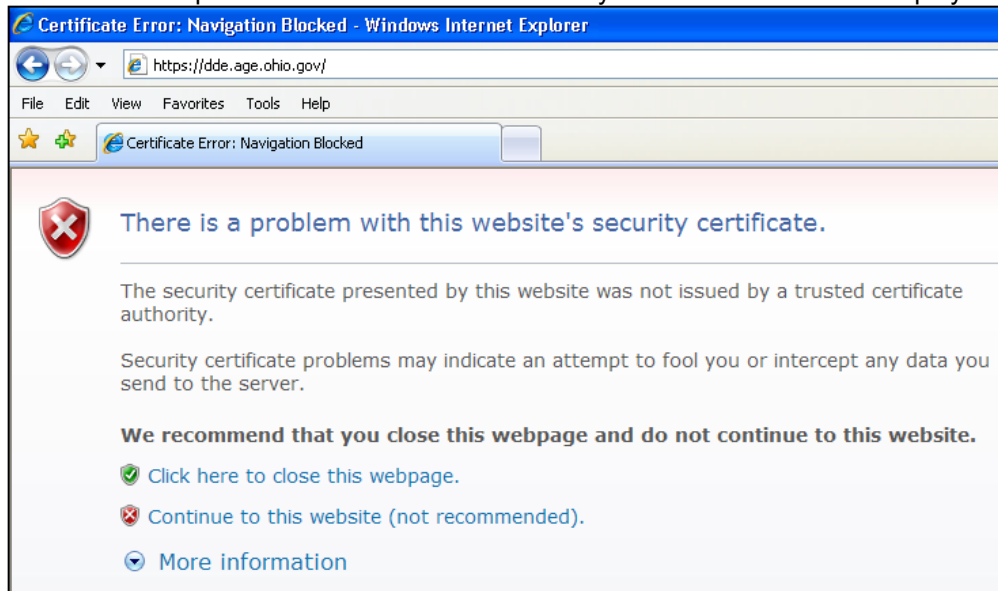 Certificate Error: Navigation Blocked - Windows Internet Explorer
https://dde.age.ohio.gov/
File Edit View Favorites Tools Help
Certificate Error: Navigation Blocked
There is a problem with this website's security certificate.
The security certificate presented by this website was not issued by a trusted certificate
authority.
Security certificate problems may indicate an attempt to fool you or intercept any data you
send to the server.
We recommend that you close this webpage and do not continue to this website.
Click here to close this webpage.
Continue to this website (not recommended).
More information